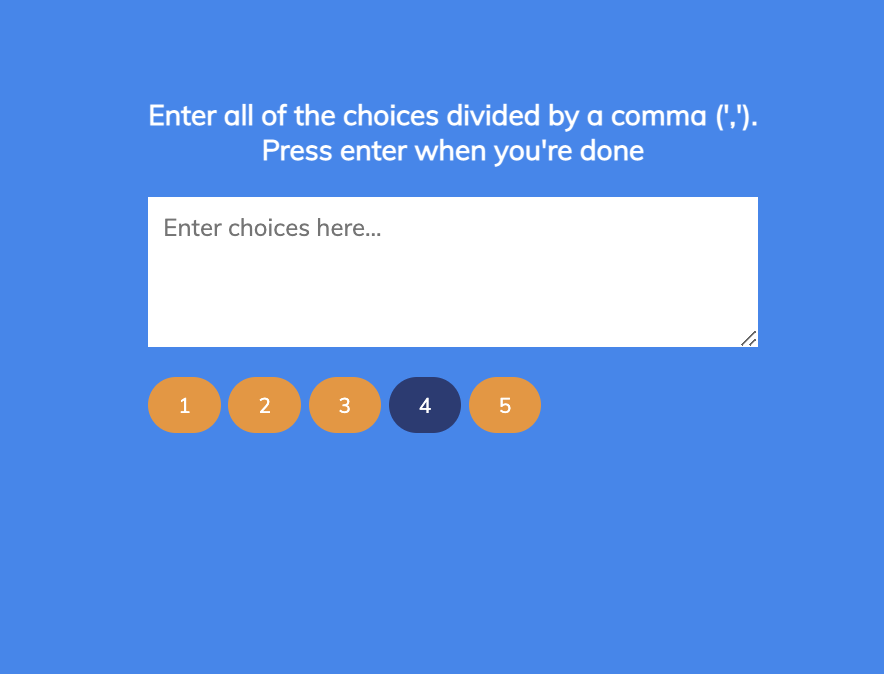 Enter all of the choices divided by a comma (',').
Press enter when you're done
Enter choices here...
1 2 3 4 5